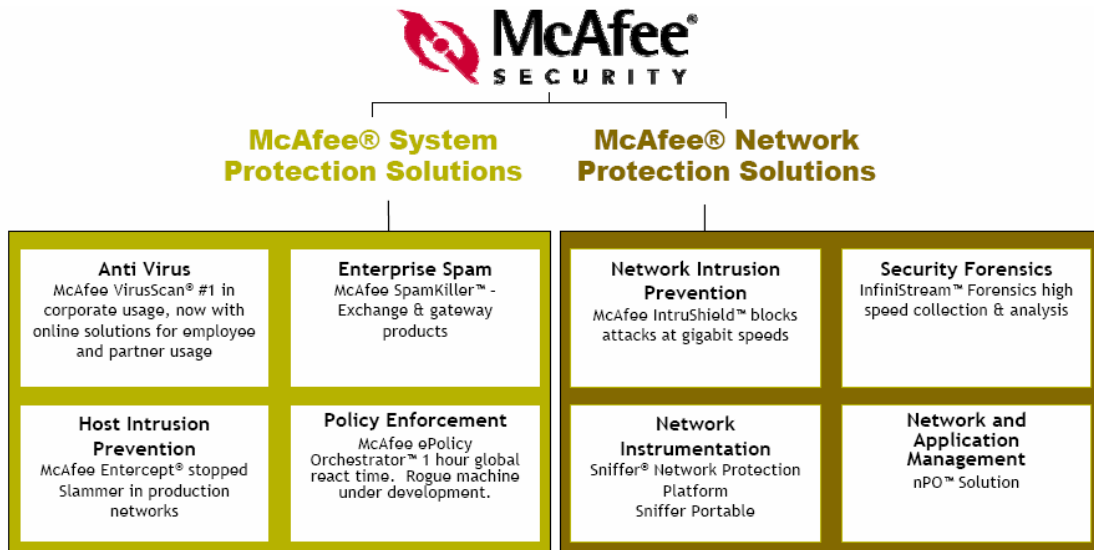 McAfee®
SECURITY
McAfee® System
Protection Solutions
McAfee® Network
Protection Solutions
Anti Virus
McAfee VirusScan® #1 in
corporate usage, now with
online solutions for employee
and partner usage
Enterprise Spam
McAfee SpamKiller™ -
Exchange & gateway
products
Host Intrusion
Prevention
McAfee Entercept® stopped
Slammer in production
networks
Policy Enforcement
McAfee ePolicy
Orchestrator™ 1 hour global
react time.  Rogue machine
under development.
Network Intrusion
Prevention
McAfee IntruShield™ blocks
attacks at gigabit speeds
Security Forensics
InfiniStream™ Forensics high
speed collection & analysis
Network
Instrumentation
Sniffer® Network Protection
Platform
Sniffer Portable
Network and
Application
Management
nPO™ Solution